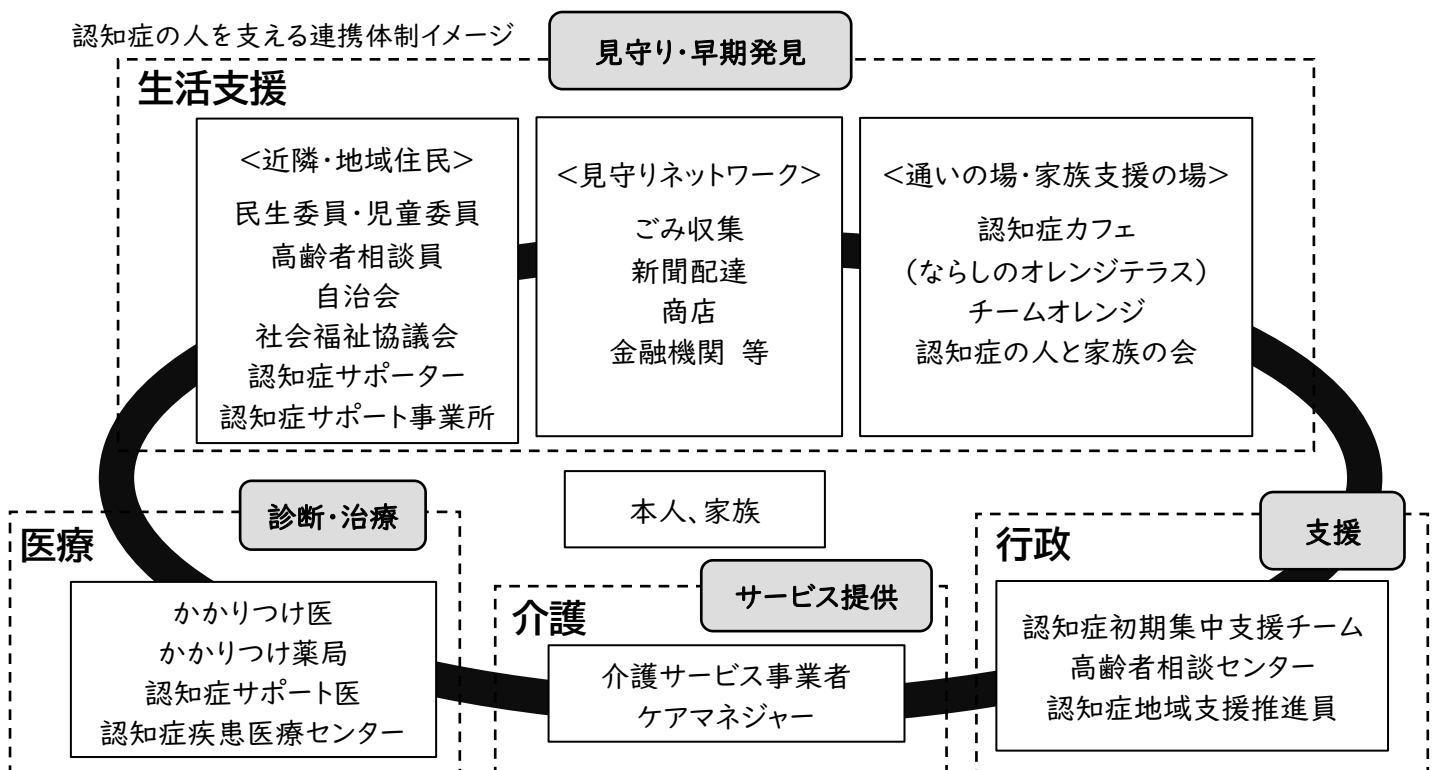 認知症の人を支える連携体制イメージ
見守り・早期発見
生活支援
<近隣・地域住民>
民生委員・児童委員
高齢者相談員
自治会
社会福祉協議会
認知症サポーター
認知症サポート事業所
<見守りネットワーク>
ごみ収集
新聞配達
商店
金融機関 等
<通いの場・家族支援の場>
認知症カフェ
(ならしのオレンジテラス)
チームオレンジ
認知症の人と家族の会
本人、家族
診断・治療
医療
かかりつけ医
かかりつけ薬局
認知症サポート医
認知症疾患医療センター
サービス提供
介護
介護サービス事業者
ケアマネジャー
支援
行政
認知症初期集中支援チーム
高齢者相談センター
認知症地域支援推進員